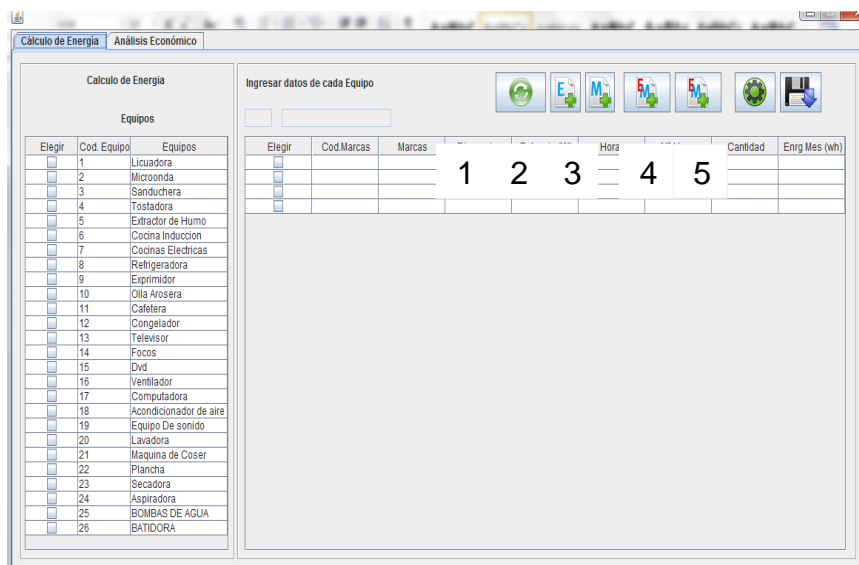 Cálculo de Energía Análisis Económico
Calculo de Energia
Equipos
Elegir Cod. Equipo Equipos
1 Licuadora
2 Microonda
3 Sanduchera
4 Tostadora
5 Extractor de Humo
6 Cocina Induccion
7 Cocinas Electricas
8 Refrigeradora
9 Exprimidor
10 Olla Arosera
11 Cafetera
12 Congelador
13 Televisor
14 Focos
15 Dvd
16 Ventilador
17 Computadora
18 Acondicionador de aire
19 Equipo De sonido
20 Lavadora
21 Maquina de Coser
22 Plancha
23 Secadora
24 Aspiradora
25 BOMBAS DE AGUA
26 BATIDORA
Ingresar datos de cada Equipo
E M EM EM
Elegir Cod.Marcas Marcas Hora Cantidad Enrg Mes (wh)
1 2 3 4 5